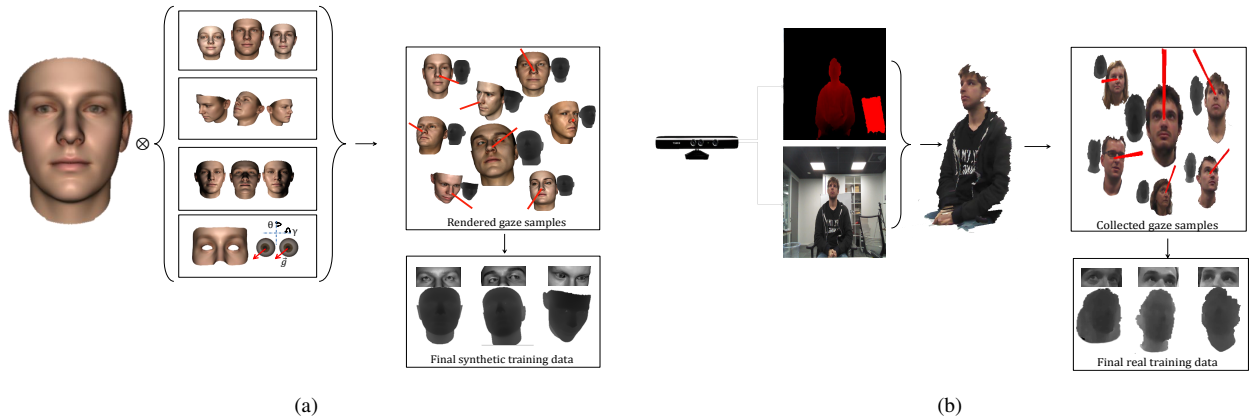 θ
γ
g
Rendered gaze samples
Final synthetic training data
(a)
Collected gaze samples
Final real training data
(b)